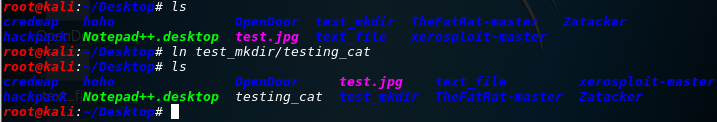 root@kali:~/Desktop# ls
credmap hoho OpenDoor test_mkdir TheFatRat-master Zatacker
Notepad++.desktop test.jpg text_file xerosploit-master
root@kali:~/Desktop# ln test_mkdir/testing_cat
root@kali:~/Desktop# ls
credmap hoho OpenDoor test.jpg text_file xerosploit-master
Notepad++.desktop testing_cat test_mkdir TheFatRat-master Zatacker
root@kali:~/Desktop#